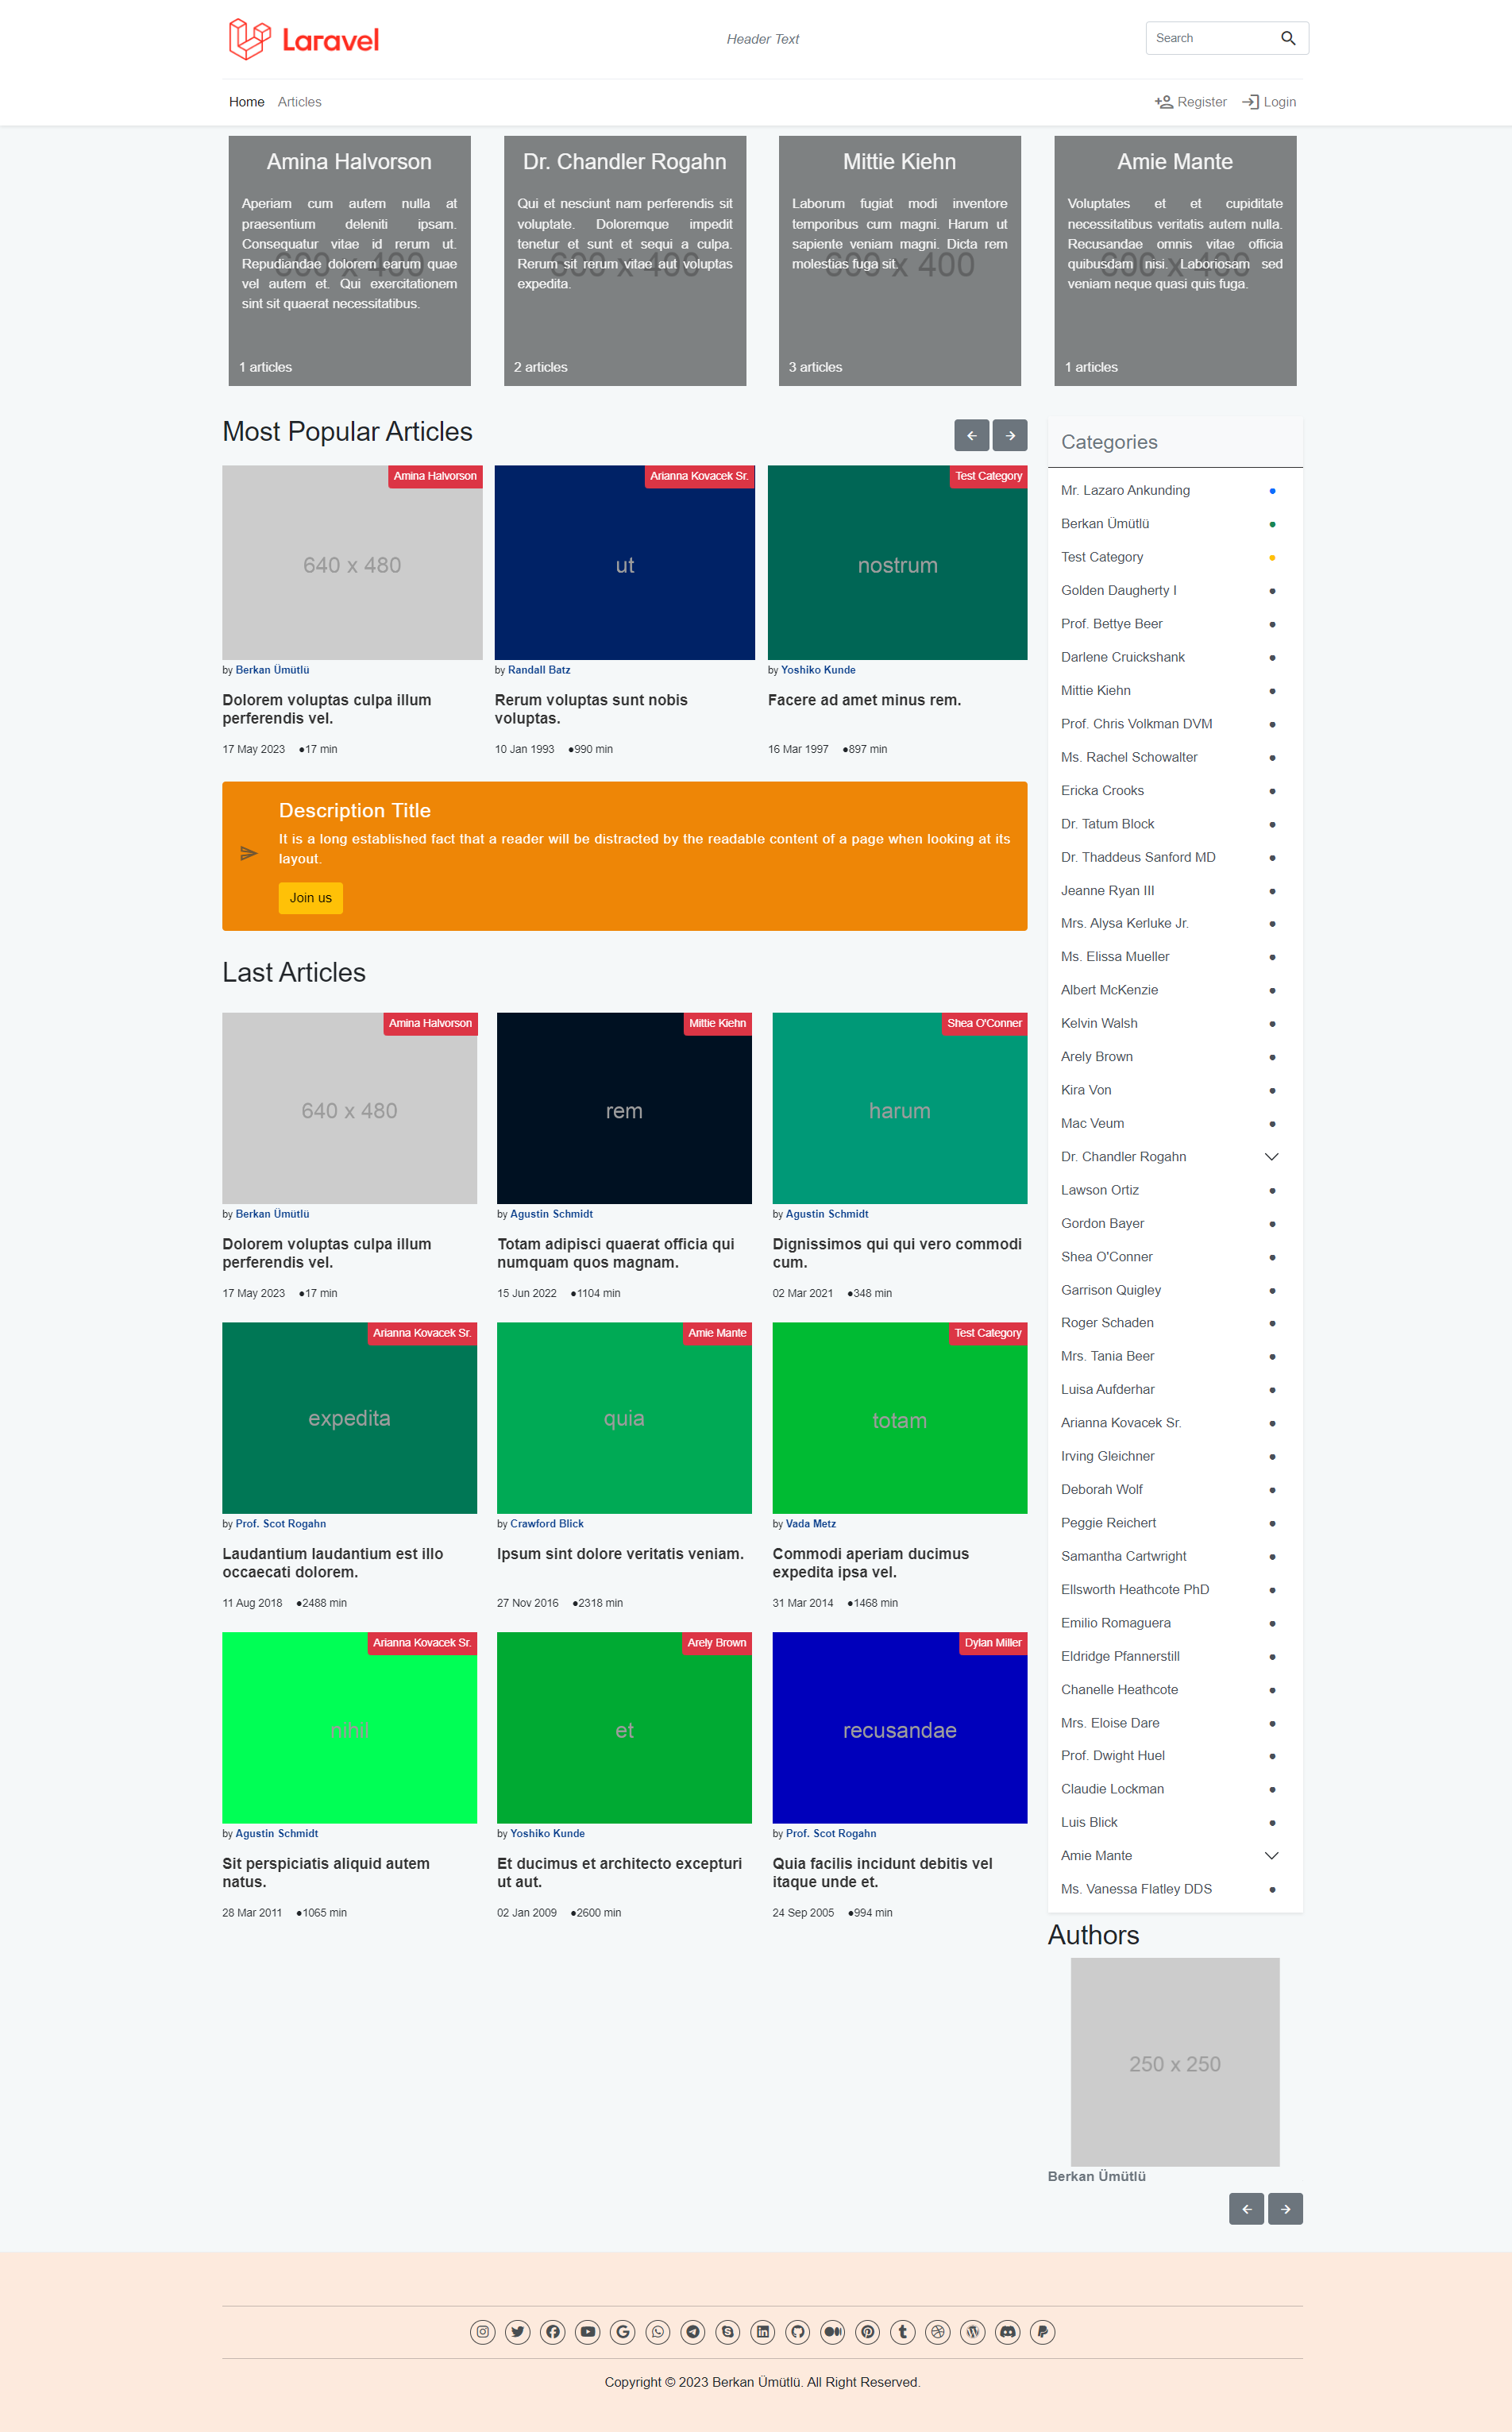 Laravel
Header Text
Search
Home
Articles
Register
Login
Amina Halvorson
Aperiam cum autem nulla at
praesentium deleniti ipsam.
Consequatur vitae id rerum ut.
Repudiandae dolorem earum quae
vel autem et. Qui exercitationem
sint sit quaerat necessitatibus.
600 x 400
1 articles
Dr. Chandler Rogahn
Qui et nesciunt nam perferendis sit
voluptate. Doloremque impedit
tenetur et sunt et sequi a culpa.
Rerum sit rerum vitae aut voluptas
expedita.
600 x 400
2 articles
Mittie Kiehn
Laborum fugiat modi inventore
temporibus cum magni. Harum ut
sapiente veniam magni. Dicta rem
molestias fuga sit.
600 x 400
3 articles
Amie Mante
Voluptates et et cupiditate
necessitatibus veritatis autem nulla.
Recusandae omnis vitae officia
quibusdam nisi. Laboriosam sed
veniam neque quasi quis fuga.
600 x 400
1 articles
Most Popular Articles
Amina Halvorson
640 x 480
by Berkan Ümütlü
Dolorem voluptas culpa illum
perferendis vel.
17 May 2023 ●17 min
Arianna Kovacek Sr.
ut
by Randall Batz
Rerum voluptas sunt nobis
voluptas.
10 Jan 1993 ●990 min
Test Category
nostrum
by Yoshiko Kunde
Facere ad amet minus rem.
16 Mar 1997 ●897 min
Description Title
It is a long established fact that a reader will be distracted by the readable content of a page when looking at its
layout.
Join us
Last Articles
Amina Halvorson
640 x 480
by Berkan Ümütlü
Dolorem voluptas culpa illum
perferendis vel.
17 May 2023 ●17 min
Mittie Kiehn
rem
by Agustin Schmidt
Totam adipisci quaerat officia qui
numquam quos magnam.
15 Jun 2022 ●1104 min
Shea O'Conner
harum
by Agustin Schmidt
Dignissimos qui qui vero commodi
cum.
02 Mar 2021 ●348 min
Arianna Kovacek Sr.
expedita
by Prof. Scot Rogahn
Laudantium laudantium est illo
occaecati dolorem.
11 Aug 2018 ●2488 min
Amie Mante
quia
by Crawford Blick
Ipsum sint dolore veritatis veniam.
27 Nov 2016 ●2318 min
Test Category
totam
by Vada Metz
Commodi aperiam ducimus
expedita ipsa vel.
31 Mar 2014 ●1468 min
Arianna Kovacek Sr.
nihil
by Agustin Schmidt
Sit perspiciatis aliquid autem
natus.
28 Mar 2011 ●1065 min
Arely Brown
et
by Yoshiko Kunde
Et ducimus et architecto excepturi
ut aut.
02 Jan 2009 ●2600 min
Dylan Miller
recusandae
by Prof. Scot Rogahn
Quia facilis incidunt debitis vel
itaque unde et.
24 Sep 2005 ●994 min
Categories
Mr. Lazaro Ankunding
Berkan Ümütlü
Test Category
Golden Daugherty I
Prof. Bettye Beer
Darlene Cruickshank
Mittie Kiehn
Prof. Chris Volkman DVM
Ms. Rachel Schowalter
Ericka Crooks
Dr. Tatum Block
Dr. Thaddeus Sanford MD
Jeanne Ryan III
Mrs. Alysa Kerluke Jr.
Ms. Elissa Mueller
Albert McKenzie
Kelvin Walsh
Arely Brown
Kira Von
Mac Veum
Dr. Chandler Rogahn
Lawson Ortiz
Gordon Bayer
Shea O'Conner
Garrison Quigley
Roger Schaden
Mrs. Tania Beer
Luisa Aufderhar
Arianna Kovacek Sr.
Irving Gleichner
Deborah Wolf
Peggie Reichert
Samantha Cartwright
Ellsworth Heathcote PhD
Emilio Romaguera
Eldridge Pfannerstill
Chanelle Heathcote
Mrs. Eloise Dare
Prof. Dwight Huel
Claudie Lockman
Luis Blick
Amie Mante
Ms. Vanessa Flatley DDS
Authors
250 x 250
Berkan Ümütlü
Copyright © 2023 Berkan Ümütlü. All Right Reserved.